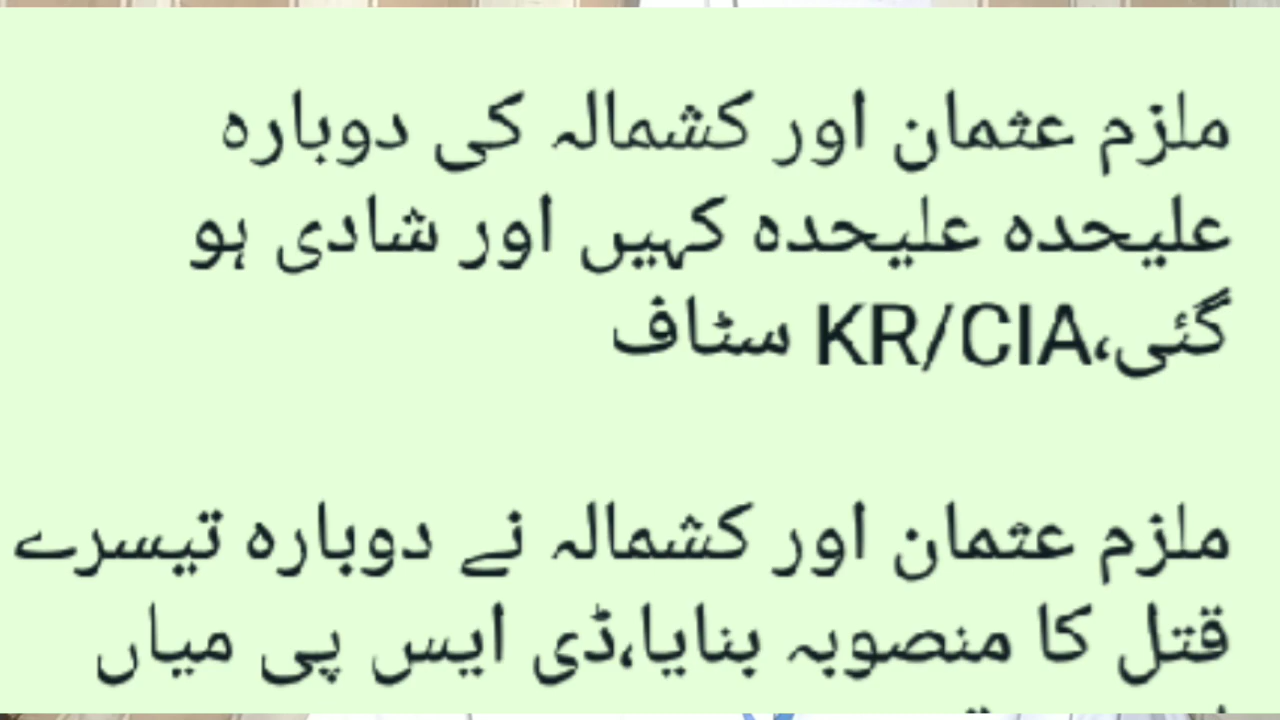 ملزم عثمان اور کشمالہ کی دوبارہ
علیحدہ علیحدہ کہیں اور شادی ہو
گئی،KR/CIA سٹاف
ملزم عثمان اور کشمالہ نے دوبارہ تیسرے
قتل کا منصوبہ بنایا،ڈی ایس پی میاں